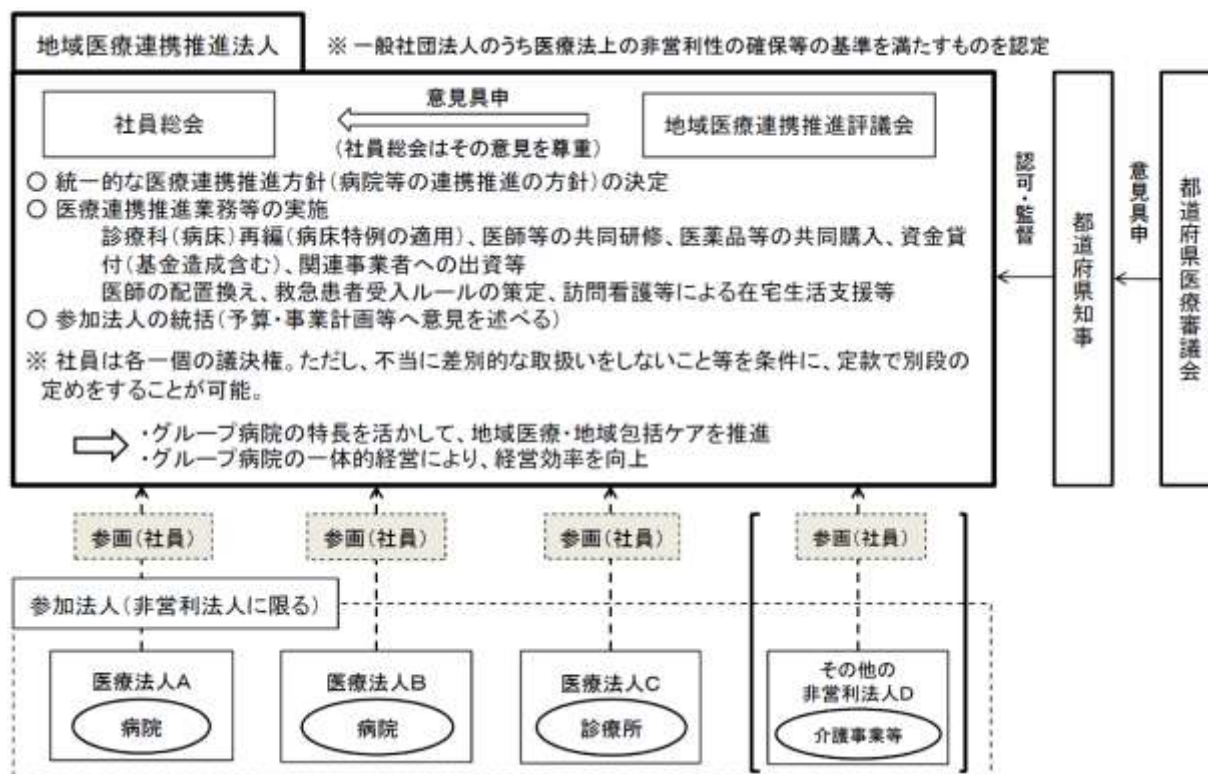 地域医療連携推進法人
※ 一般社団法人のうち医療法上の非営利性の確保等の基準を満たすものを認定
社員総会
意見具申
(社員総会はその意見を尊重)
地域医療連携推進評議会
○ 統一的な医療連携推進方針(病院等の連携推進の方針)の決定
○ 医療連携推進業務等の実施
診療科(病床)再編(病床特例の適用)、医師等の共同研修、医薬品等の共同購入、資金貸
付(基金造成含む)、関連事業者への出資等
医師の配置換え、救急患者受入ルールの策定、訪問看護等による在宅生活支援等
○ 参加法人の統括(予算・事業計画等へ意見を述べる)
※ 社員は各一個の議決権。ただし、不当に差別的な取扱いをしないこと等を条件に、定款で別段の
定めをすることが可能。
・グループ病院の特長を活かして、地域医療・地域包括ケアを推進
・グループ病院の一体的経営により、経営効率を向上
認可・監督
都道府県知事
意見具申
都道府県医療審議会
参画(社員)
参画(社員)
参画(社員)
参画(社員)
参加法人(非営利法人に限る)
医療法人A
病院
医療法人B
病院
医療法人C
診療所
その他の
非営利法人D
介護事業等